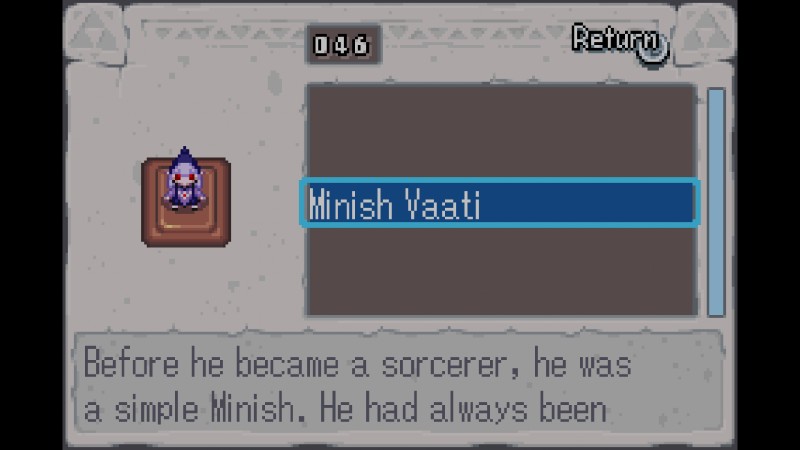 046
Return
Minish Vaati
Before he became a sorcerer, he was
a simple Minish. He had always been